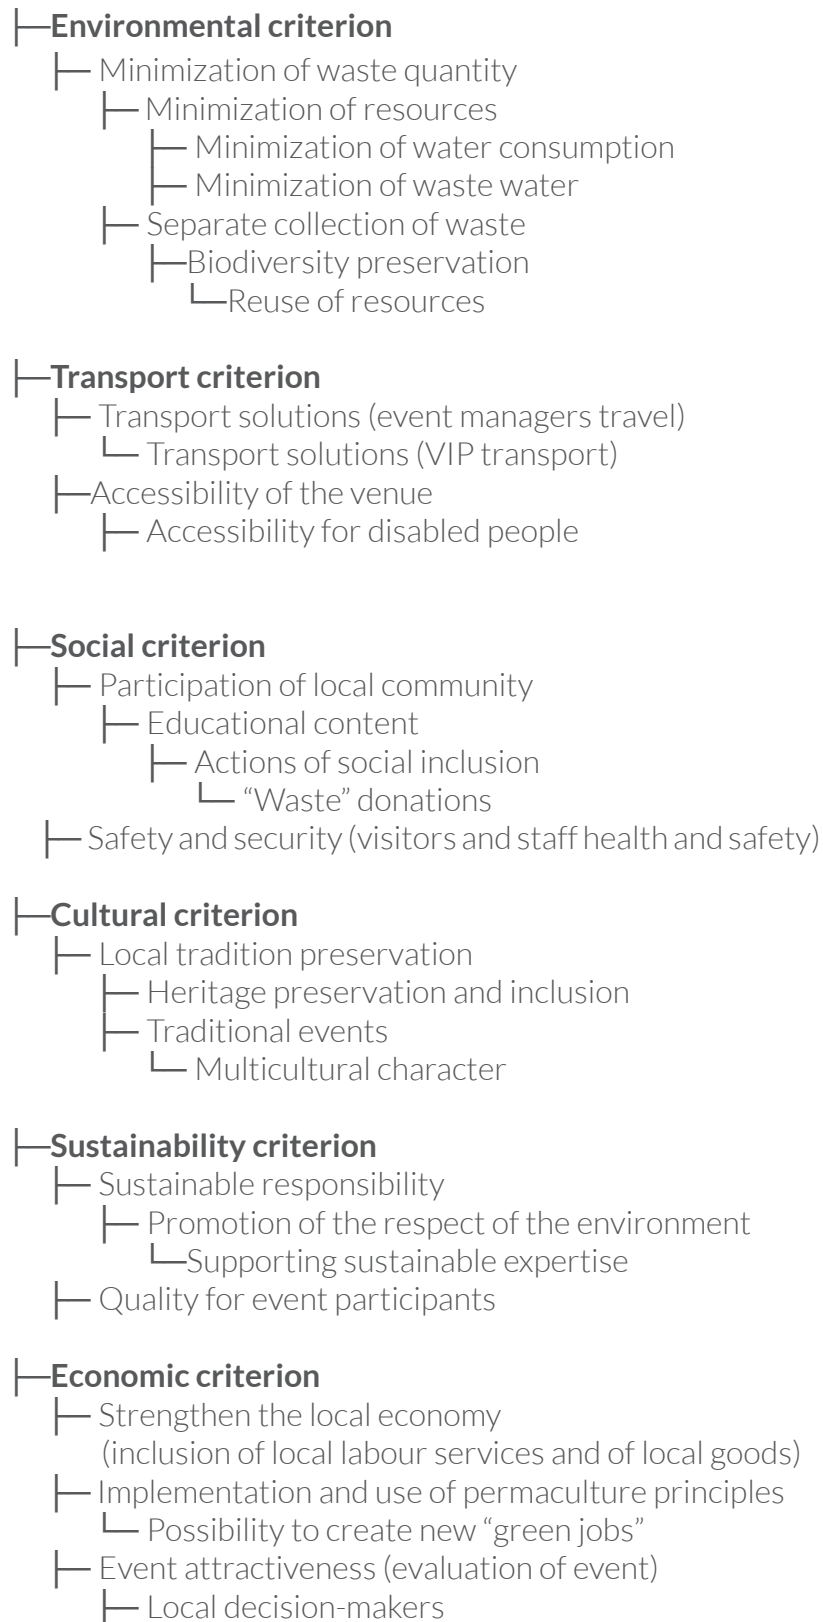 ├─Environmental criterion
├─ Minimization of waste quantity
├─ Minimization of resources
├─ Minimization of water consumption
├─ Minimization of waste water
├─ Separate collection of waste
├─Biodiversity preservation
└─Reuse of resources
├─Transport criterion
├─ Transport solutions (event managers travel)
└─ Transport solutions (VIP transport)
├─Accessibility of the venue
├─ Accessibility for disabled people
├─Social criterion
├─ Participation of local community
├─ Educational content
├─ Actions of social inclusion
└─ “Waste” donations
├─ Safety and security (visitors and staff health and safety)
├─Cultural criterion
├─ Local tradition preservation
├─ Heritage preservation and inclusion
├─ Traditional events
└─ Multicultural character
├─Sustainability criterion
├─ Sustainable responsibility
├─ Promotion of the respect of the environment
└─Supporting sustainable expertise
├─ Quality for event participants
├─Economic criterion
├─ Strengthen the local economy
(inclusion of local labour services and of local goods)
├─ Implementation and use of permaculture principles
└─ Possibility to create new “green jobs”
├─ Event attractiveness (evaluation of event)
├─ Local decision-makers